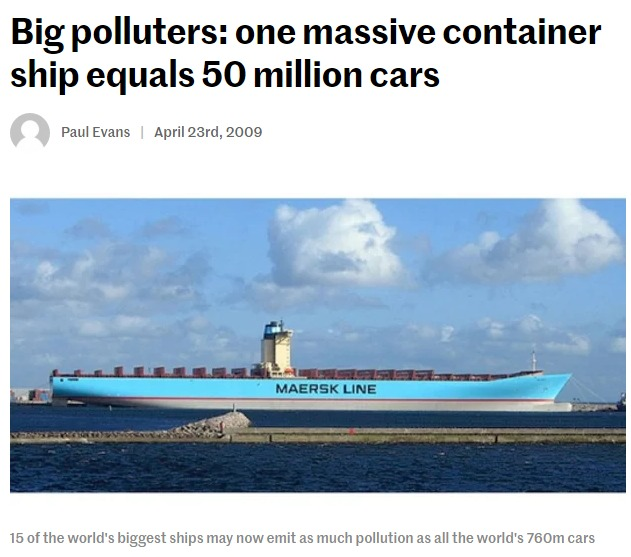 Big polluters: one massive container
ship equals 50 million cars
Paul Evans | April 23rd, 2009
MAERSK LINE
15 of the world's biggest ships may now emit as much pollution as all the world's 760m cars